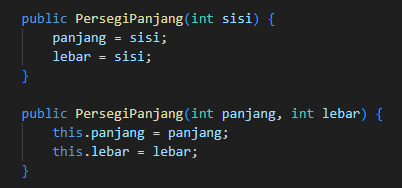 public PersegiPanjang(int sisi) {
    panjang = sisi;
    lebar = sisi;
}

public PersegiPanjang(int panjang, int lebar) {
    this.panjang = panjang;
    this.lebar = lebar;
}